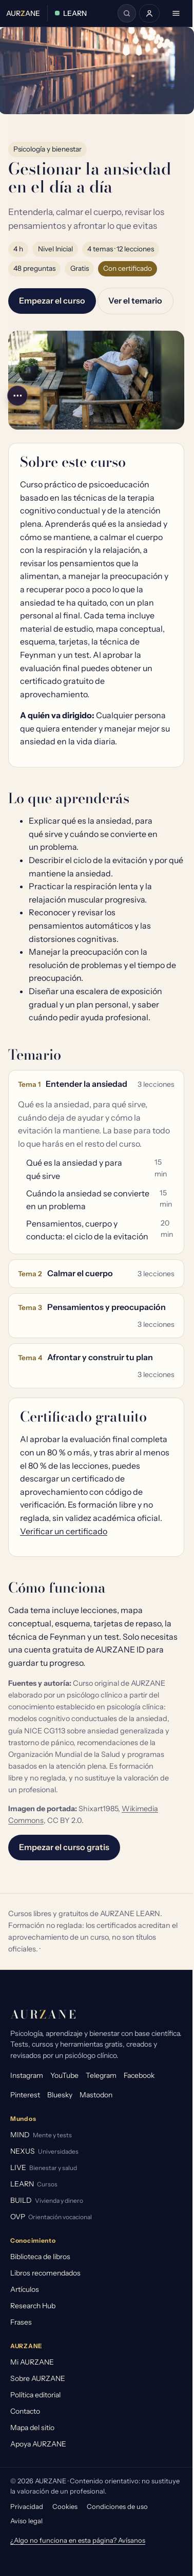 AURZANE LEARN
Psicología y bienestar
Gestionar la ansiedad
en el día a día
Entenderla, calmar el cuerpo, revisar los
pensamientos y afrontar lo que evitas
4 h Nivel Inicial 4 temas · 12 lecciones
48 preguntas Gratis Con certificado
Empezar el curso Ver el temario
Sobre este curso
Curso práctico de psicoeducación
basado en las técnicas de la terapia
cognitivo conductual y de la atención
plena. Aprenderás qué es la ansiedad y
cómo se mantiene, a calmar el cuerpo
con la respiración y la relajación, a
revisar los pensamientos que la
alimentan, a manejar la preocupación y
a recuperar poco a poco lo que la
ansiedad te ha quitado, con un plan
personal al final. Cada tema incluye
material de estudio, mapa conceptual,
esquema, tarjetas, la técnica de
Feynman y un test. Al aprobar la
evaluación final puedes obtener un
certificado gratuito de
aprovechamiento.
A quién va dirigido: Cualquier persona
que quiera entender y manejar mejor su
ansiedad en la vida diaria.
Lo que aprenderás
• Explicar qué es la ansiedad, para
qué sirve y cuándo se convierte en
un problema.
• Describir el ciclo de la evitación y por qué
mantiene la ansiedad.
• Practicar la respiración lenta y la
relajación muscular progresiva.
• Reconocer y revisar los
pensamientos automáticos y las
distorsiones cognitivas.
• Manejar la preocupación con la
resolución de problemas y el tiempo de
preocupación.
• Diseñar una escalera de exposición
gradual y un plan personal, y saber
cuándo pedir ayuda profesional.
Temario
Tema 1 Entender la ansiedad 3 lecciones
Qué es la ansiedad, para qué sirve,
cuándo deja de ayudar y cómo la
evitación la mantiene. La base para todo
lo que harás en el resto del curso.
Qué es la ansiedad y para qué sirve 15 min
Cuándo la ansiedad se convierte en un problema 15 min
Pensamientos, cuerpo y conducta: el ciclo de la evitación 20 min
Tema 2 Calmar el cuerpo 3 lecciones
Tema 3 Pensamientos y preocupación
3 lecciones
Tema 4 Afrontar y construir tu plan
3 lecciones
Certificado gratuito
Al aprobar la evaluación final completa
con un 80 % o más, y tras abrir al menos
el 80 % de las lecciones, puedes
descargar un certificado de
aprovechamiento con código de
verificación. Es formación libre y no
reglada, sin validez académica oficial.
Verificar un certificado
Cómo funciona
Cada tema incluye lecciones, mapa
conceptual, esquema, tarjetas de repaso, la
técnica de Feynman y un test. Solo necesitas
una cuenta gratuita de AURZANE ID para
guardar tu progreso.
Fuentes y autoría: Curso original de AURZANE
elaborado por un psicólogo clínico a partir del
conocimiento establecido en psicología clínica:
modelos cognitivo conductuales de la ansiedad,
guía NICE CG113 sobre ansiedad generalizada y
trastorno de pánico, recomendaciones de la
Organización Mundial de la Salud y programas
basados en la atención plena. Es formación
libre y no reglada, y no sustituye la valoración de
un profesional.
Imagen de portada: Shixart1985, Wikimedia
Commons, CC BY 2.0.
Empezar el curso gratis
Cursos libres y gratuitos de AURZANE LEARN.
Formación no reglada: los certificados acreditan el
aprovechamiento de un curso, no son títulos
oficiales. ·
AURZANE
Psicología, aprendizaje y bienestar con base científica.
Tests, cursos y herramientas gratis, creados y
revisados por un psicólogo clínico.
Instagram YouTube Telegram Facebook
Pinterest Bluesky Mastodon
Mundos
MIND Mente y tests
NEXUS Universidades
LIVE Bienestar y salud
LEARN Cursos
BUILD Vivienda y dinero
OVP Orientación vocacional
Conocimiento
Biblioteca de libros
Libros recomendados
Artículos
Research Hub
Frases
AURZANE
Mi AURZANE
Sobre AURZANE
Política editorial
Contacto
Mapa del sitio
Apoya AURZANE
© 2026 AURZANE · Contenido orientativo: no sustituye
la valoración de un profesional.
Privacidad Cookies Condiciones de uso
Aviso legal
¿Algo no funciona en esta página? Avísanos